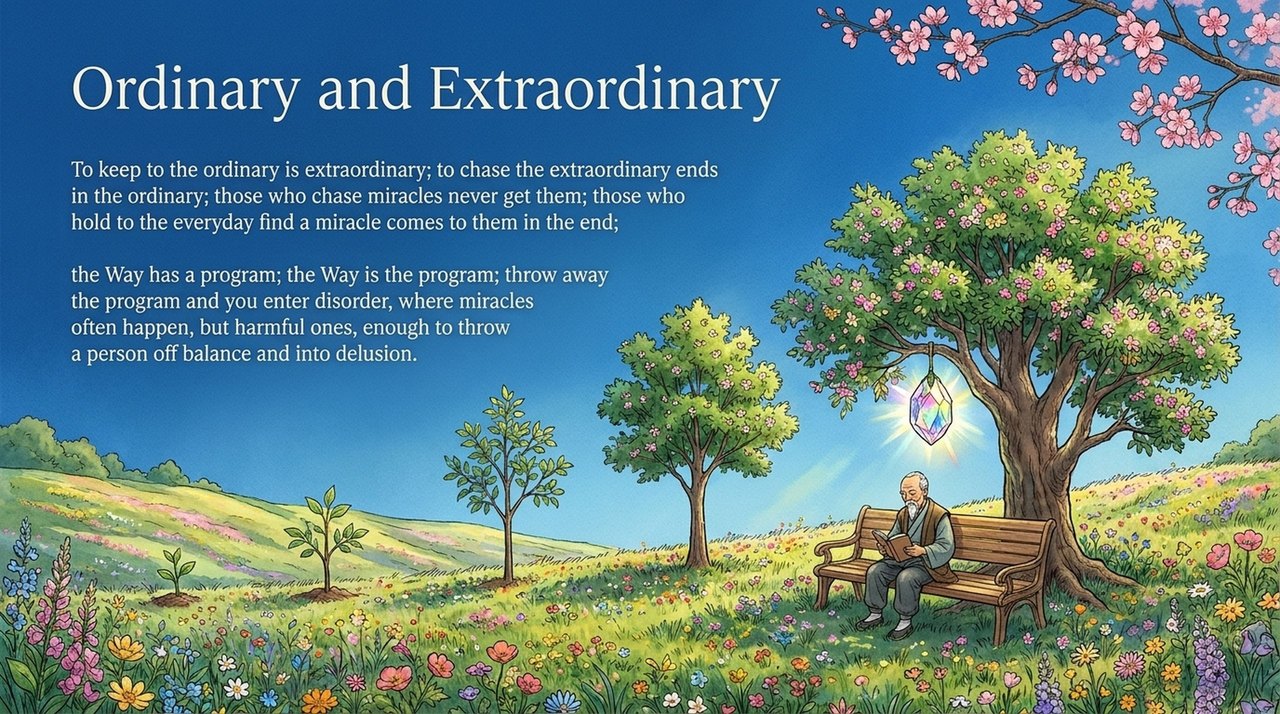 Ordinary and Extraordinary
To keep to the ordinary is extraordinary; to chase the extraordinary ends
in the ordinary; those who chase miracles never get them; those who
hold to the everyday find a miracle comes to them in the end;
the Way has a program; the Way is the program; throw away
the program and you enter disorder, where miracles
often happen, but harmful ones, enough to throw
a person off balance and into delusion.